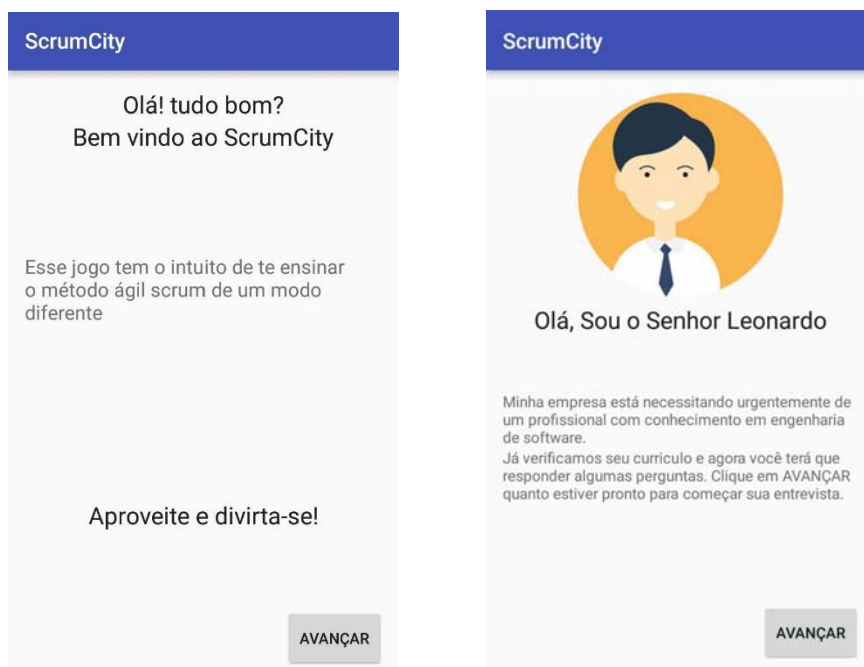 ScrumCity
Olá! tudo bom?
Bem vindo ao ScrumCity
Esse jogo tem o intuito de te ensinar
o método ágil scrum de um modo
diferente
Aproveite e divirta-se!
AVANÇAR
ScrumCity
Olá, Sou o Senhor Leonardo
Minha empresa está necessitando urgentemente de
um profissional com conhecimento em engenharia
de software.
Já verificamos seu curriculo e agora você terá que
responder algumas perguntas. Clique em AVANÇAR
quanto estiver pronto para começar sua entrevista.
AVANÇAR